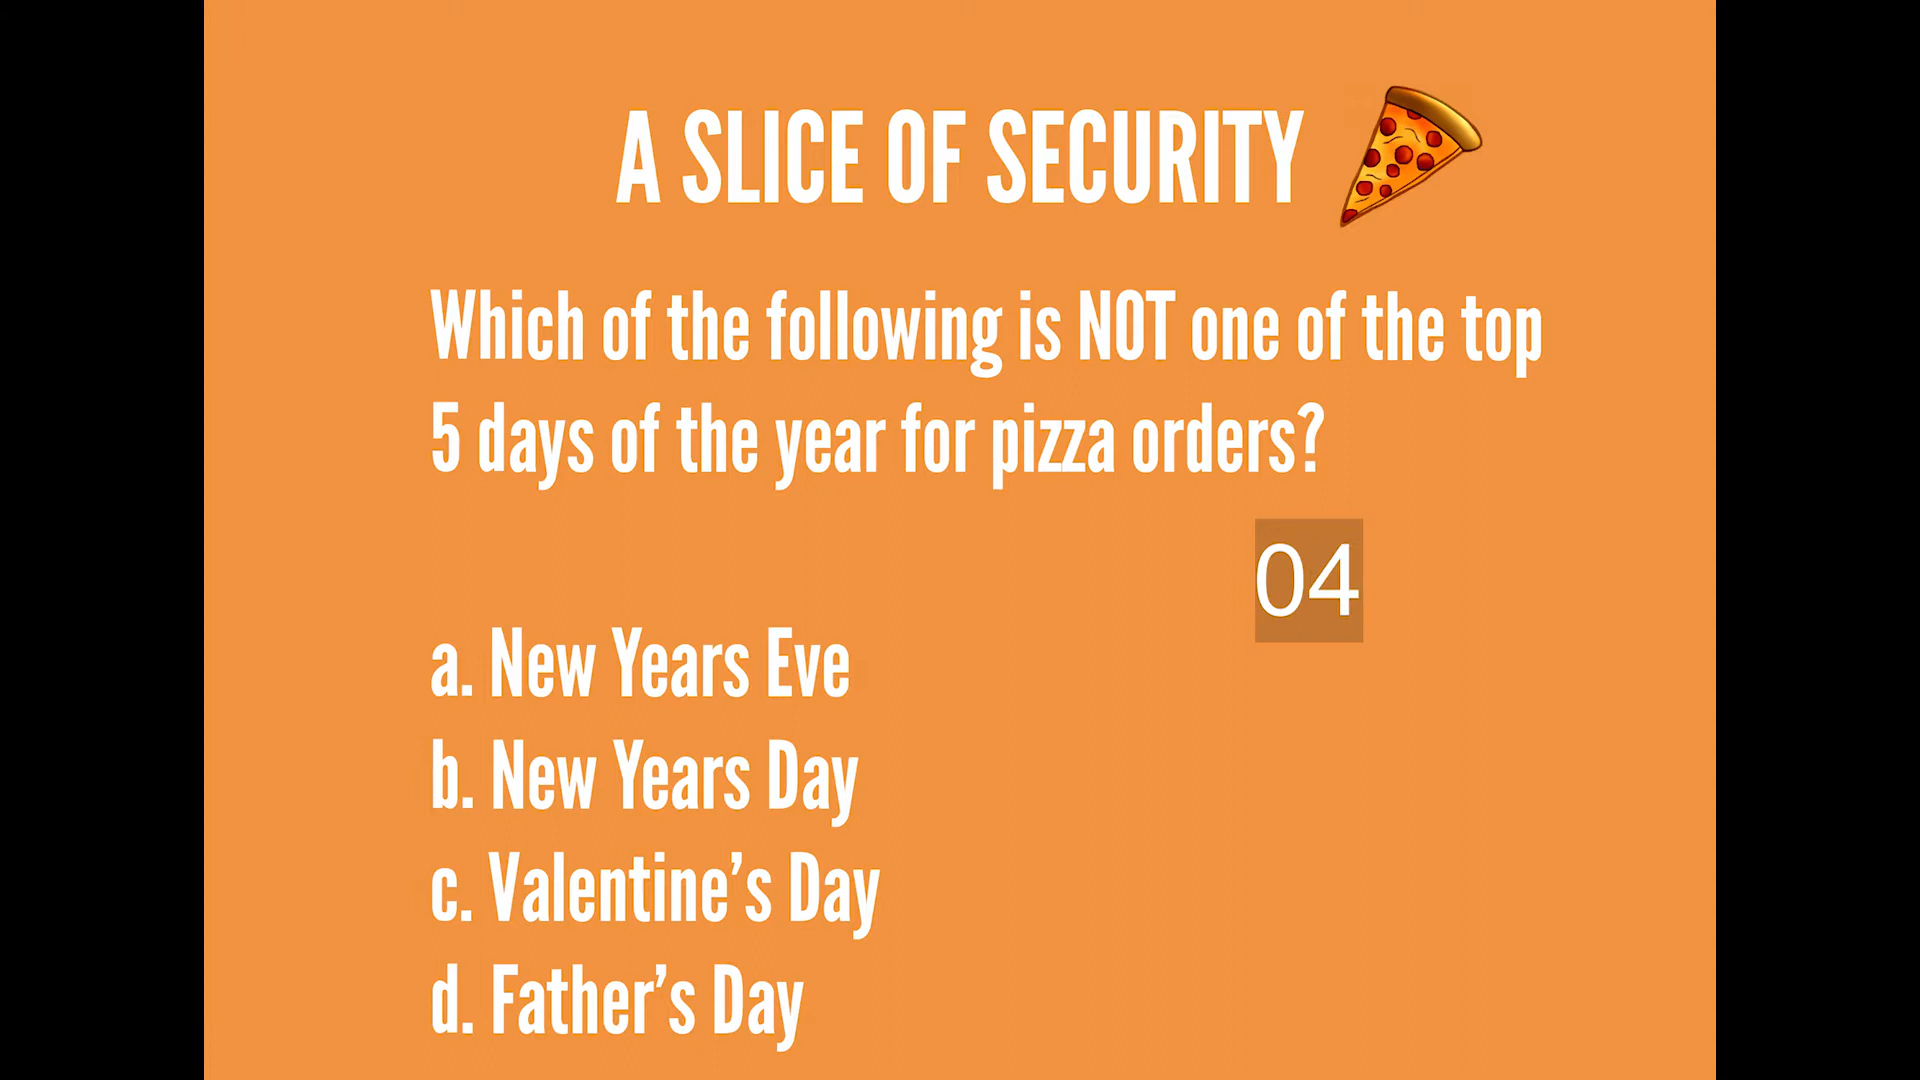 A SLICE OF SECURITY
Which of the following is NOT one of the top
5 days of the year for pizza orders?
04
a. New Years Eve
b. New Years Day
c. Valentine’s Day
d. Father’s Day